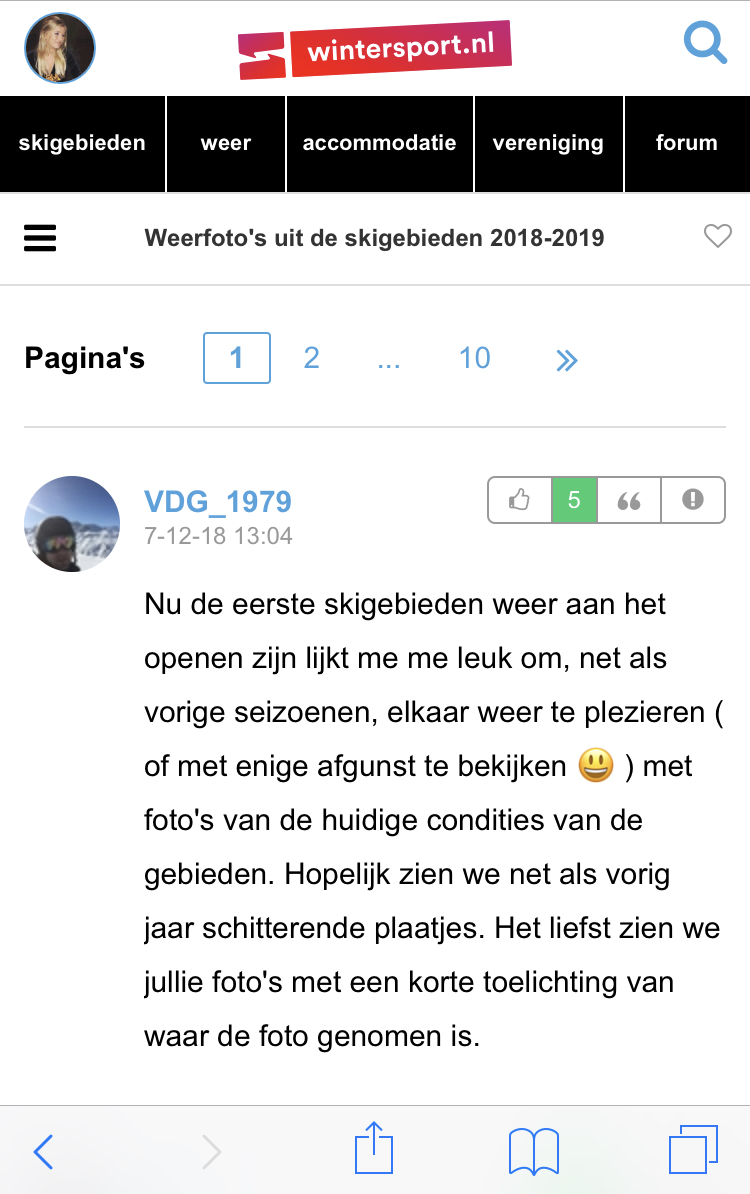 wintersport.nl
skigebieden weer accommodatie vereniging forum
Weerfoto's uit de skigebieden 2018-2019
Pagina's 1 2 ... 10 »
VDG_1979 5
7-12-18 13:04
Nu de eerste skigebieden weer aan het
openen zijn lijkt me me leuk om, net als
vorige seizoenen, elkaar weer te plezieren (
of met enige afgunst te bekijken 😃 ) met
foto's van de huidige condities van de
gebieden. Hopelijk zien we net als vorig
jaar schitterende plaatjes. Het liefst zien we
jullie foto's met een korte toelichting van
waar de foto genomen is.